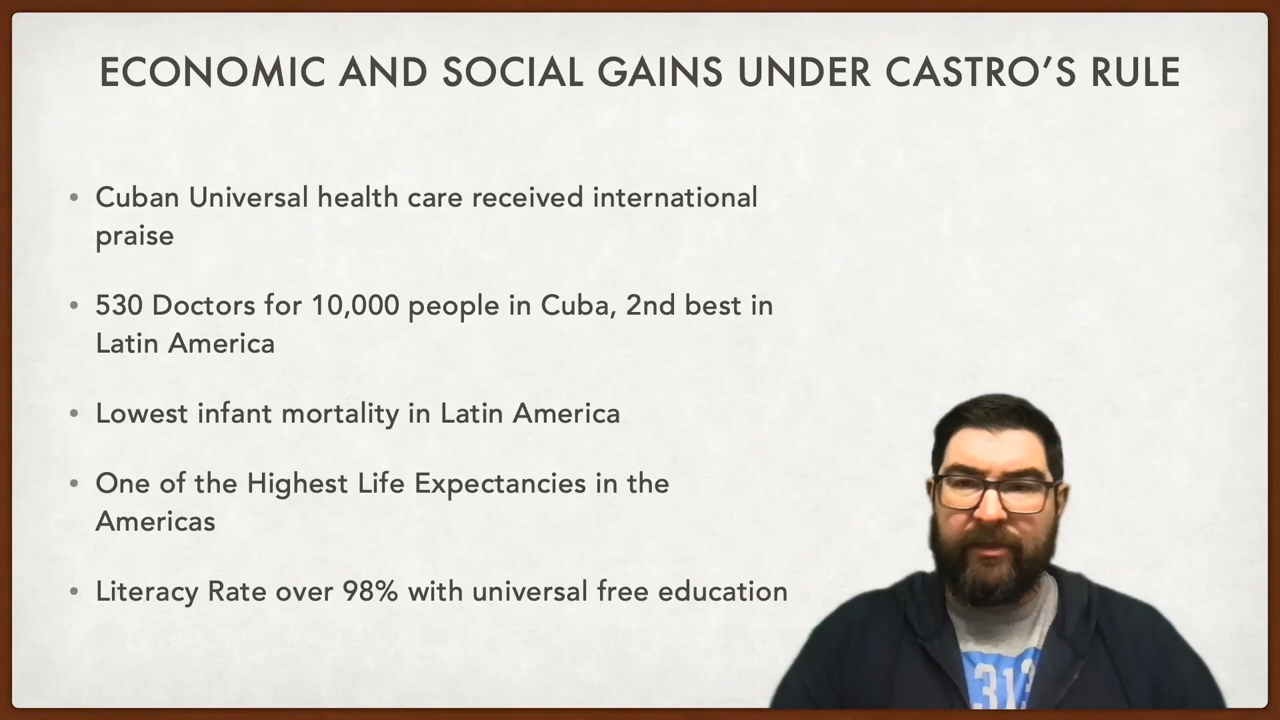 ECONOMIC AND SOCIAL GAINS UNDER CASTRO'S RULE
• Cuban Universal health care received international
praise
• 530 Doctors for 10,000 people in Cuba, 2nd best in
Latin America
• Lowest infant mortality in Latin America
• One of the Highest Life Expectancies in the
Americas
• Literacy Rate over 98% with universal free education
313